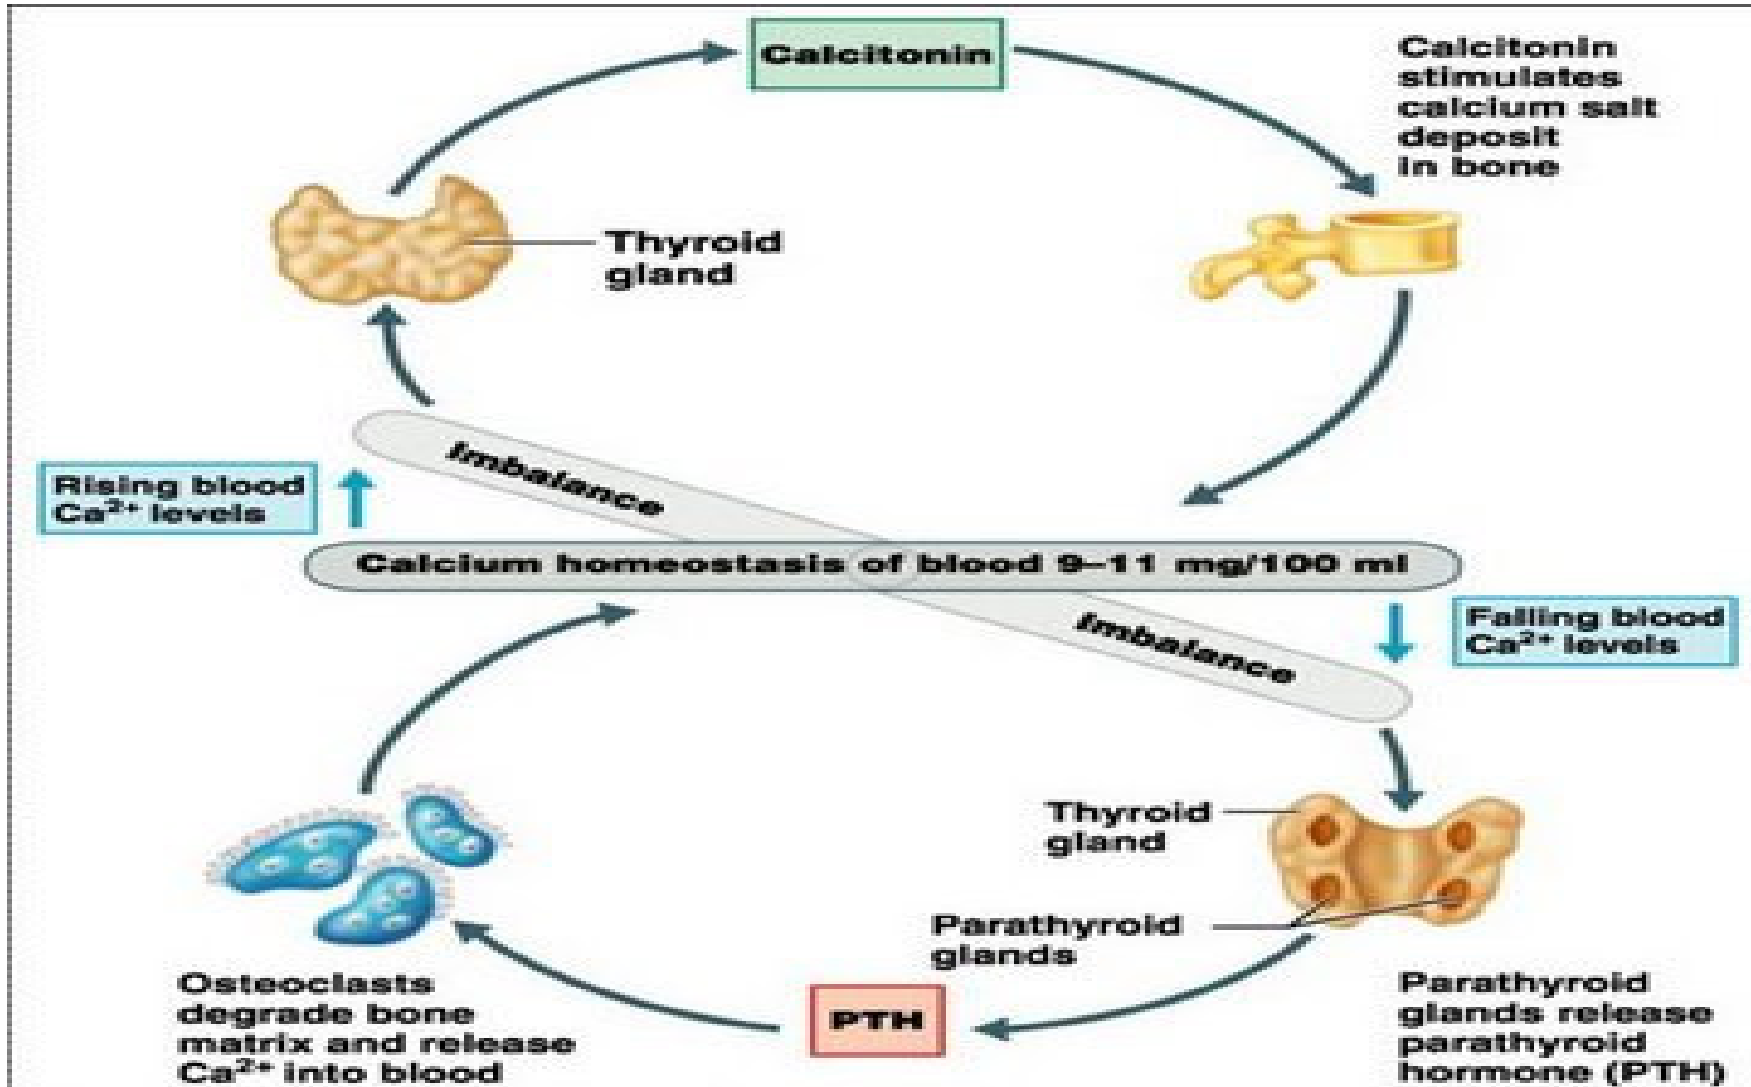 Calcitonin
Calcitonin
stimulates
calcium salt
deposit
in bone
Thyroid
gland
Imbalance
Rising blood
Ca²⁺ levels
Calcium homeostasis of blood 9–11 mg/100 ml
Falling blood
Ca²⁺ levels
Imbalance
Thyroid
gland
Parathyroid
glands
Osteoclasts
degrade bone
matrix and release
Ca²⁺ into blood
PTH
Parathyroid
glands release
parathyroid
hormone (PTH)